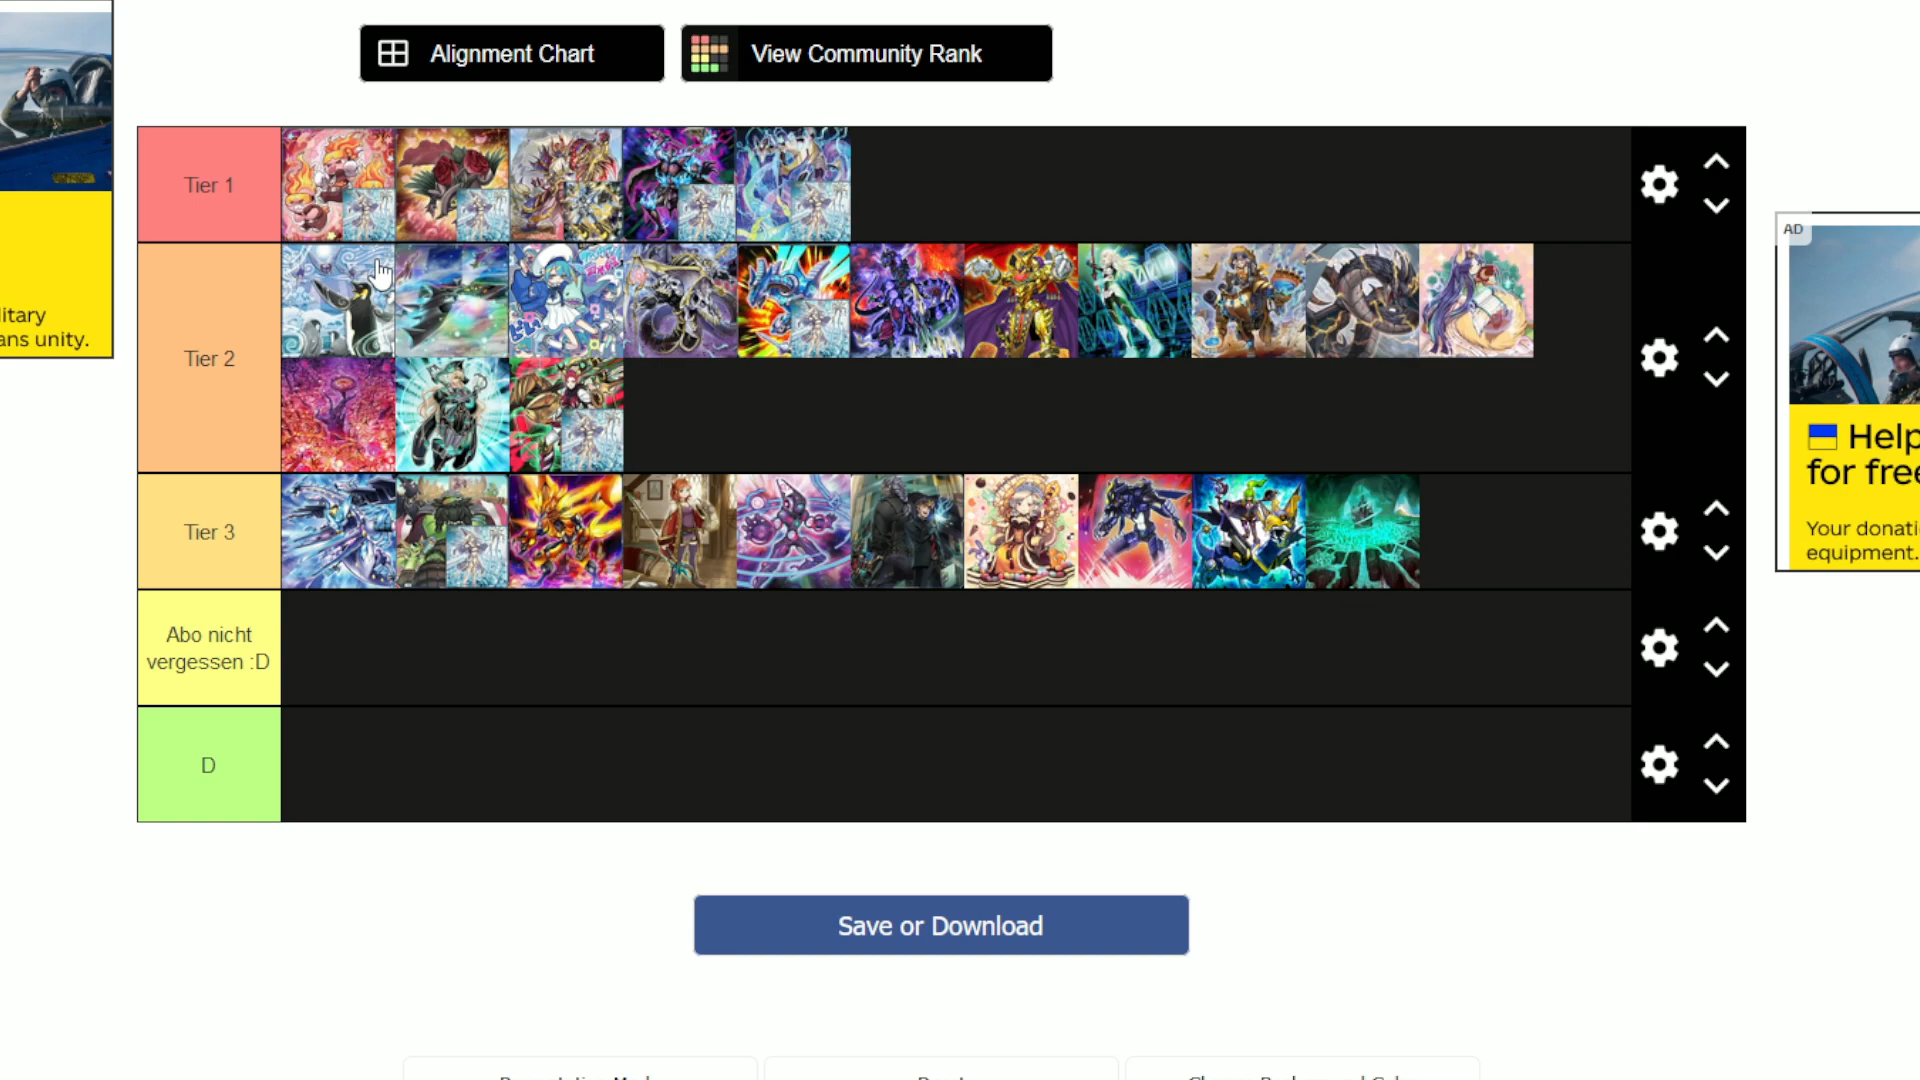 Alignment Chart
View Community Rank
Tier 1
Tier 2
Tier 3
Abo nicht
vergessen :D
D
ans unity.
AD
Help
for free
Your donati
equipment.
Save or Download